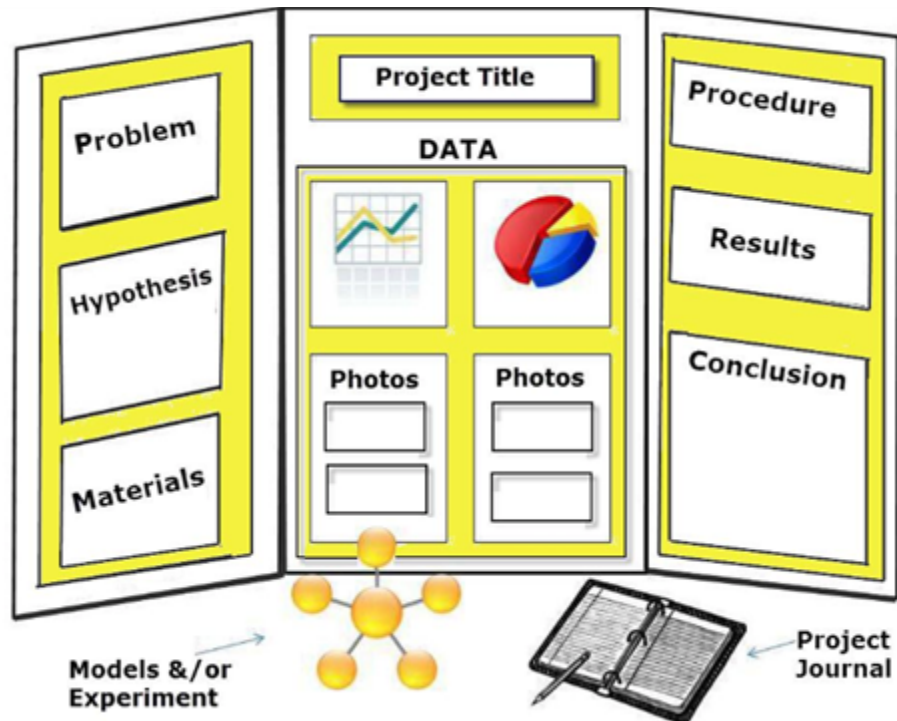 Problem
Hypothesis
Materials
Project Title
DATA
Photos
Photos
Procedure
Results
Conclusion
Models &/or
Experiment
Project
Journal